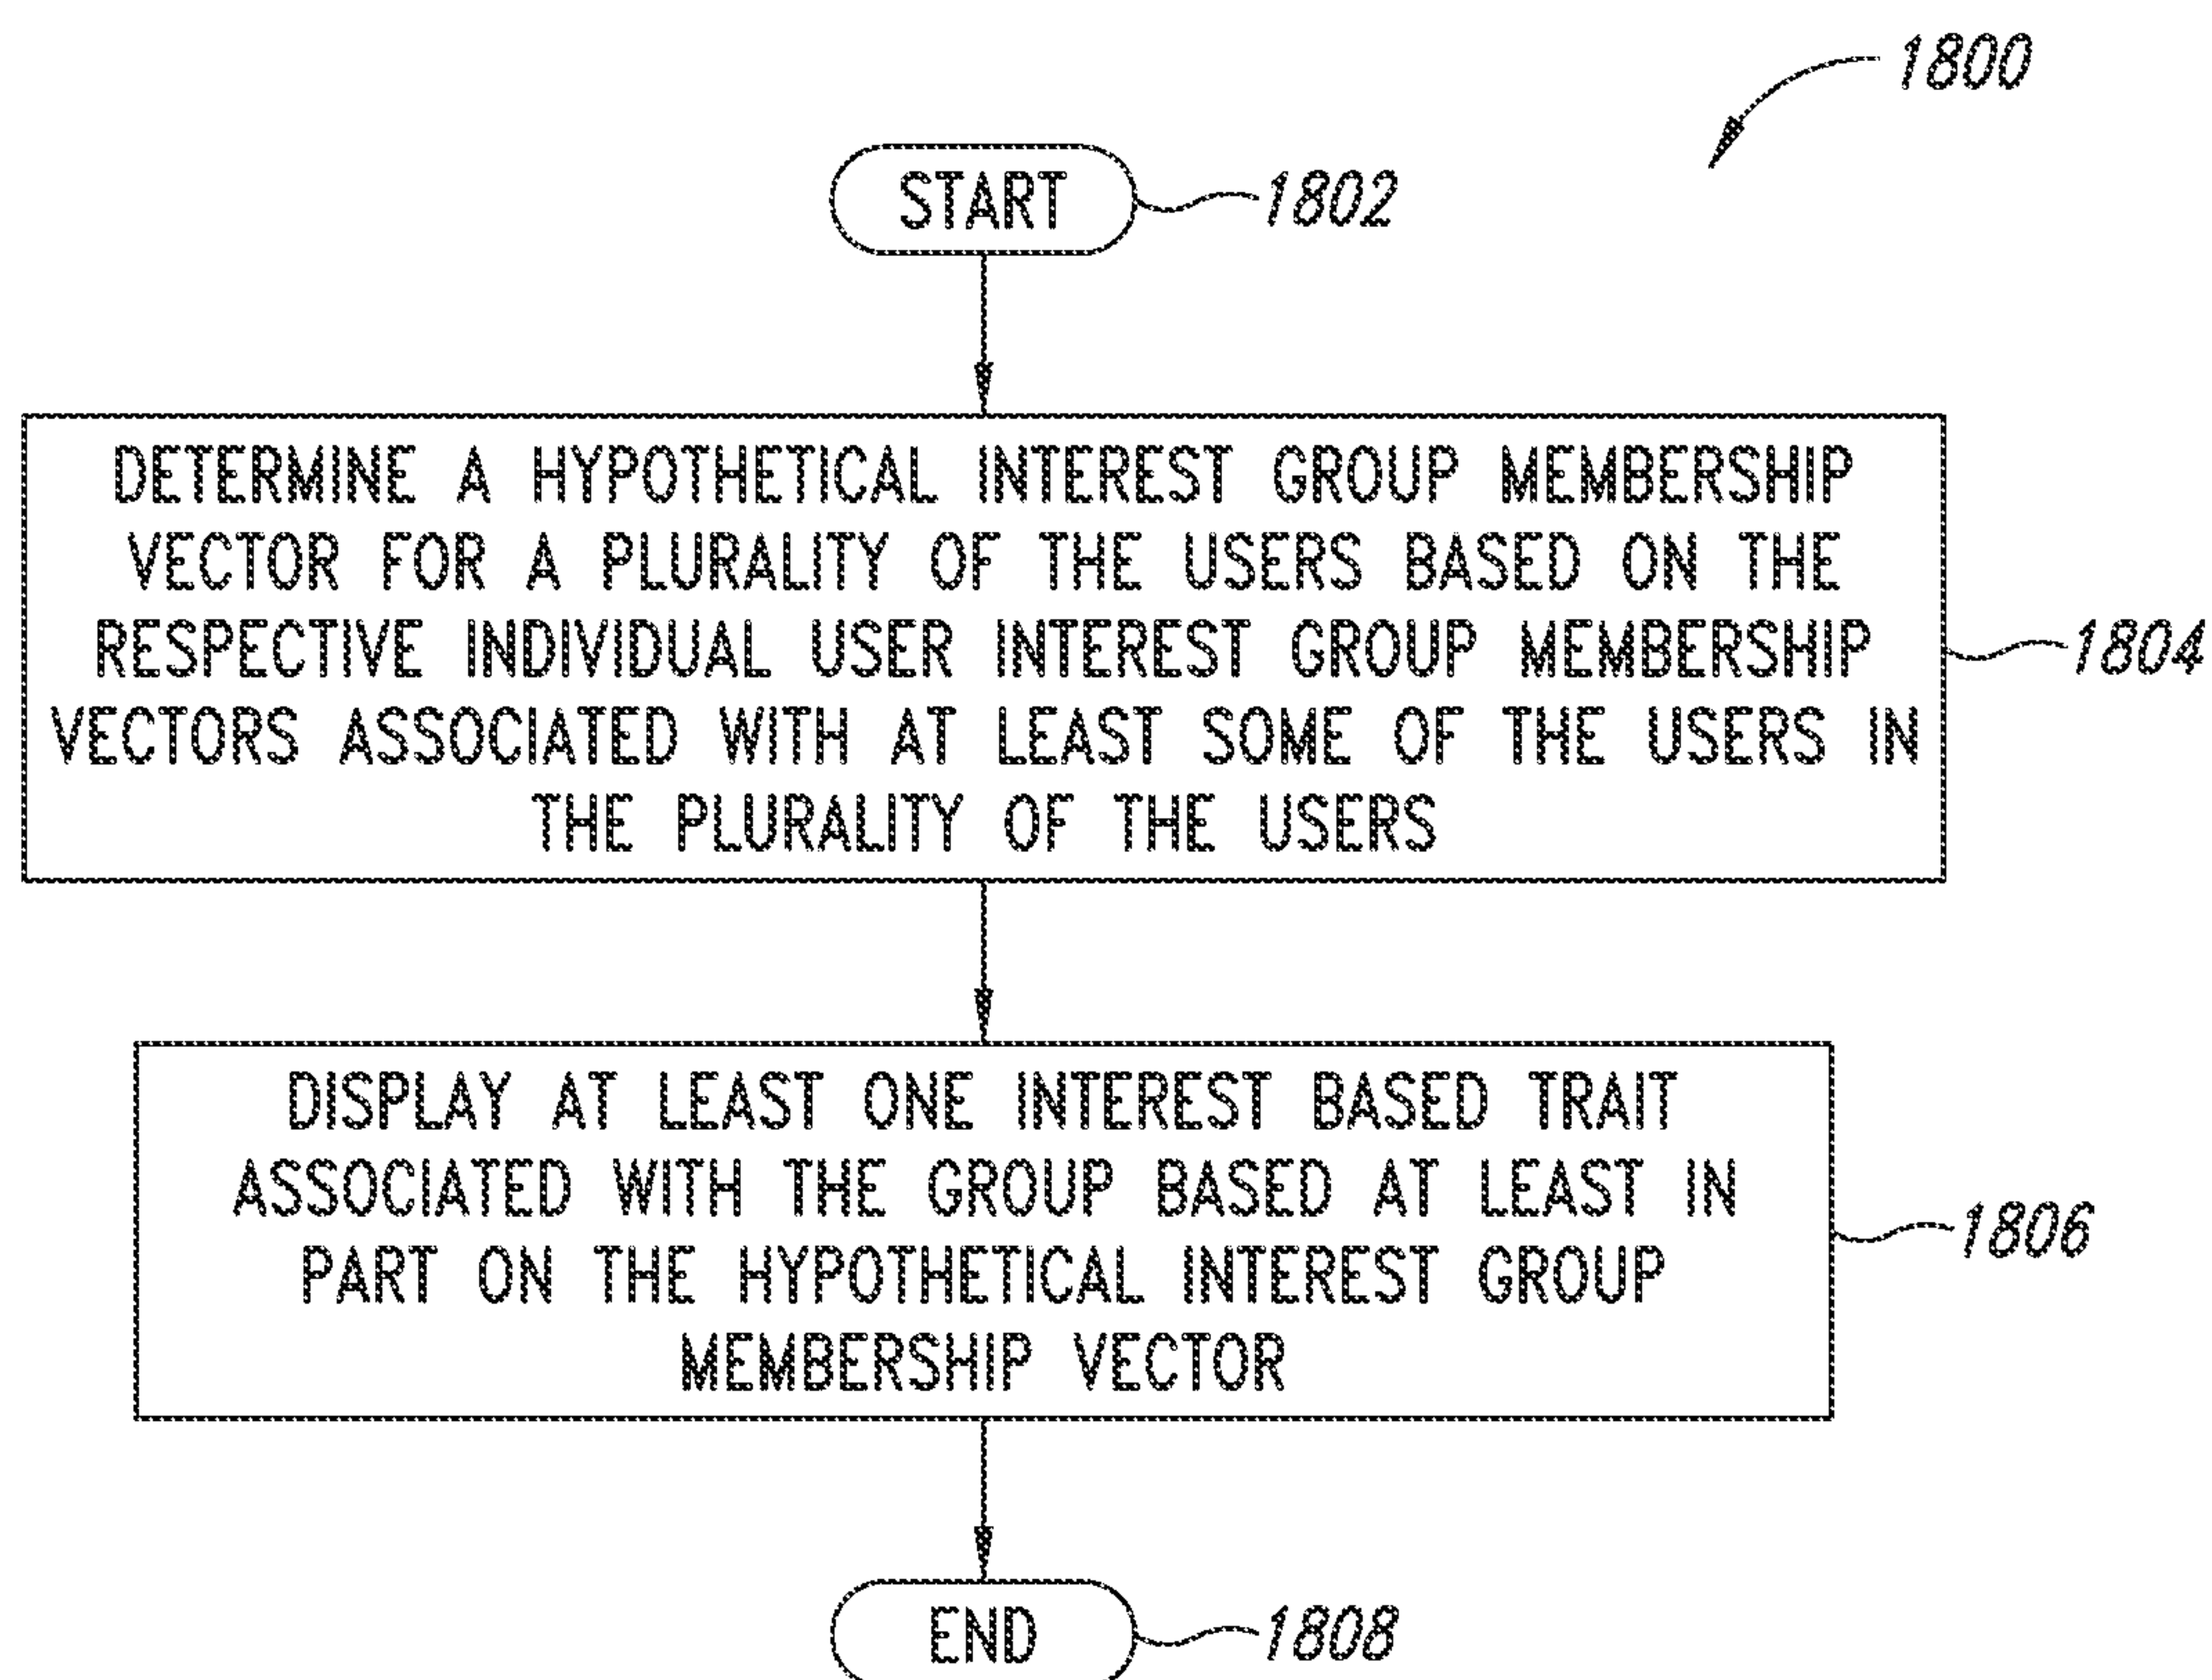 1800
START
1802
DETERMINE A HYPOTHETICAL INTEREST GROUP MEMBERSHIP
VECTOR FOR A PLURALITY OF THE USERS BASED ON THE
RESPECTIVE INDIVIDUAL USER INTEREST GROUP MEMBERSHIP
VECTORS ASSOCIATED WITH AT LEAST SOME OF THE USERS IN
THE PLURALITY OF THE USERS
1804
DISPLAY AT LEAST ONE INTEREST BASED TRAIT
ASSOCIATED WITH THE GROUP BASED AT LEAST IN
PART ON THE HYPOTHETICAL INTEREST GROUP
MEMBERSHIP VECTOR
1806
END
1808